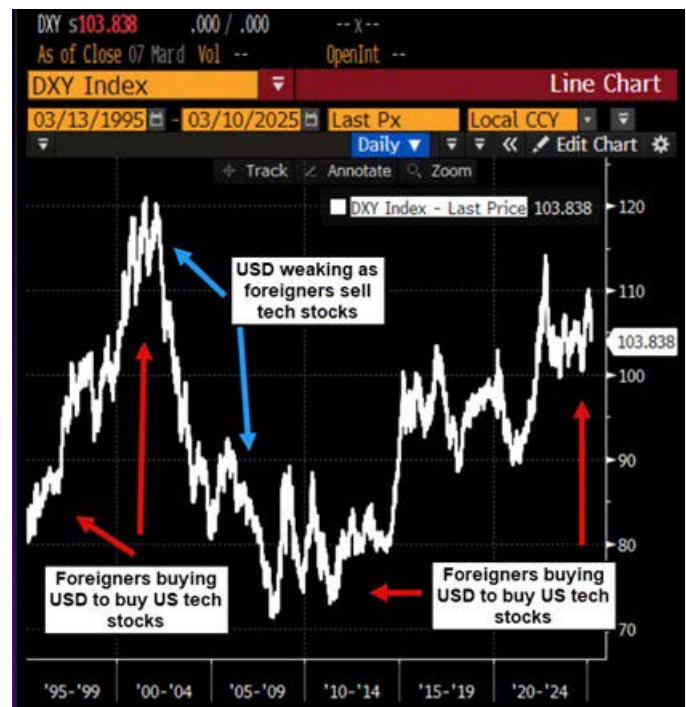 DXY s103.838 .000 / .000 --x--
As of Close 07 Mard Vol -- OpenInt --
DXY Index Line Chart
03/13/1995 - 03/10/2025 Last Px Local CCY
Daily ▼ « Edit Chart
Track Annotate Zoom
DXY Index - Last Price 103.838
120
USD weaking as
foreigners sell
tech stocks
110
103.838
100
90
80
Foreigners buying
USD to buy US tech
stocks
Foreigners buying
USD to buy US tech
stocks
70
'95-'99 '00-'04 '05-'09 '10-'14 '15-'19 '20-'24